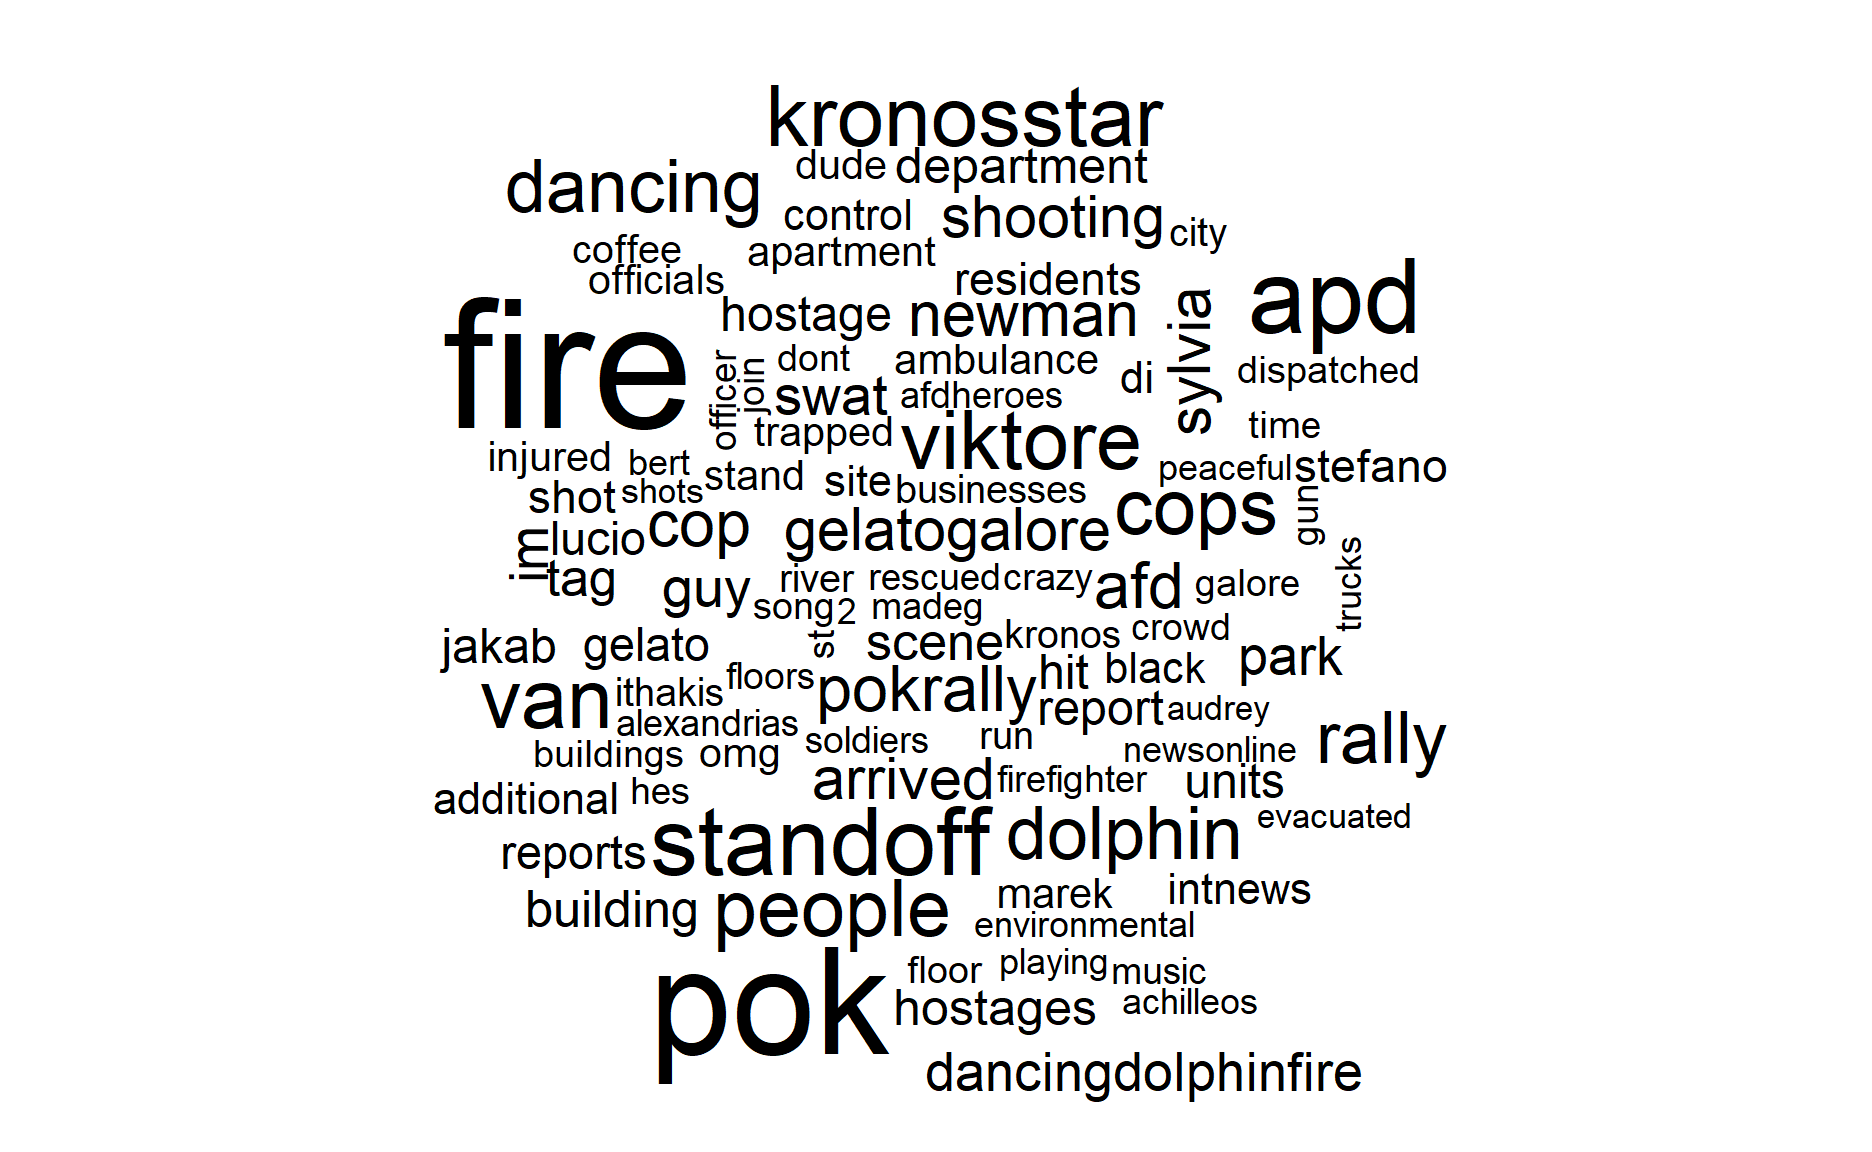 kronosstar
dude department
dancing
control shooting city
coffee apartment
officials residents
fire hostage newman sylvia apd
officer join dont ambulance di dispatched
swat afdheroes
trapped viktore time
injured bert stand site peaceful stefano
shot shots businesses cops gun
im lucio cop gelatogalore
tag guy river rescued crazy afd galore trucks
song 2 madeg
jakab gelato st scene kronos crowd
van ithakis floors pokrally hit black park
alexandrias report audrey
buildings omg soldiers run newsonline rally
additional hes arrived firefighter units
reports standoff dolphin evacuated
building people marek intnews
environmental
pok floor playing music
hostages achilleos
dancingdolphinfire